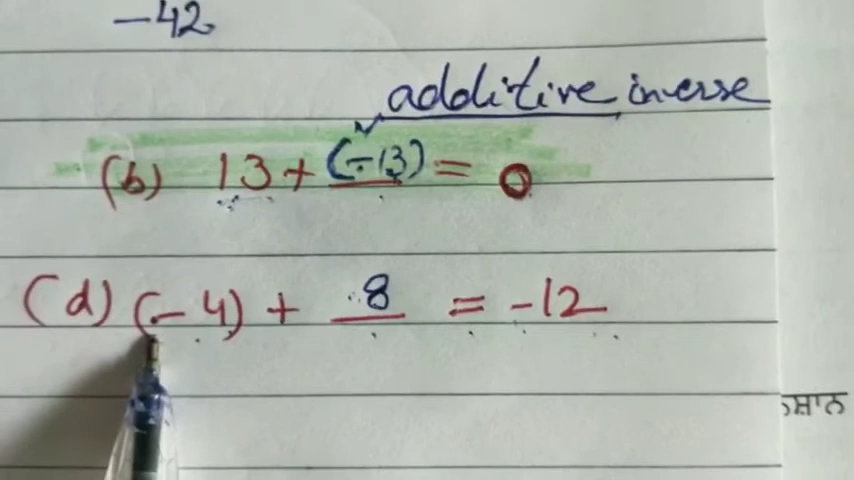 -42
additive inverse
(b) 13 + (-13) = 0
(d) (-4) + 8 = -12